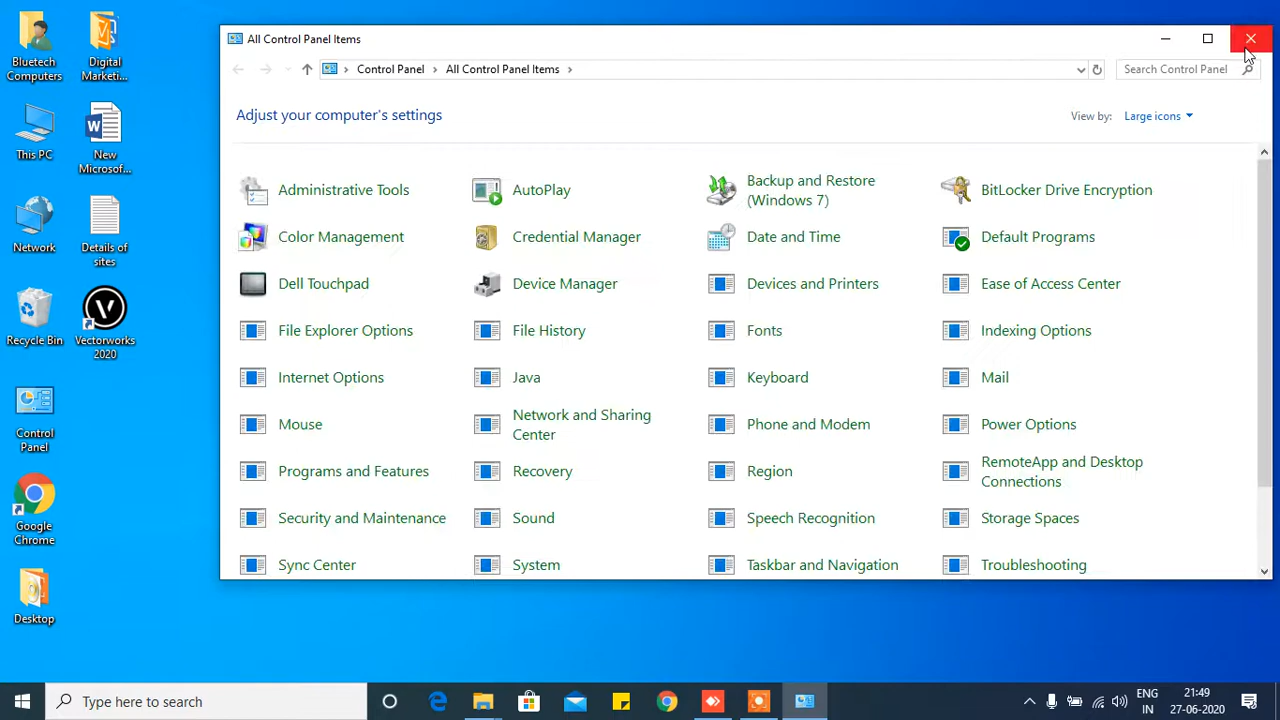 Bluetech
Computers
Digital
Marketi...
This PC
New
Microsof...
Network
Details of
sites
Recycle Bin
Vectorworks
2020
Control
Panel
Google
Chrome
Desktop
All Control Panel Items
Control Panel
All Control Panel Items
Search Control Panel
Adjust your computer's settings
View by:
Large icons
Administrative Tools
AutoPlay
Backup and Restore
(Windows 7)
BitLocker Drive Encryption
Color Management
Credential Manager
Date and Time
Default Programs
Dell Touchpad
Device Manager
Devices and Printers
Ease of Access Center
File Explorer Options
File History
Fonts
Indexing Options
Internet Options
Java
Keyboard
Mail
Mouse
Network and Sharing
Center
Phone and Modem
Power Options
Programs and Features
Recovery
Region
RemoteApp and Desktop
Connections
Security and Maintenance
Sound
Speech Recognition
Storage Spaces
Sync Center
System
Taskbar and Navigation
Troubleshooting
Type here to search
ENG
IN
21:49
27-06-2020